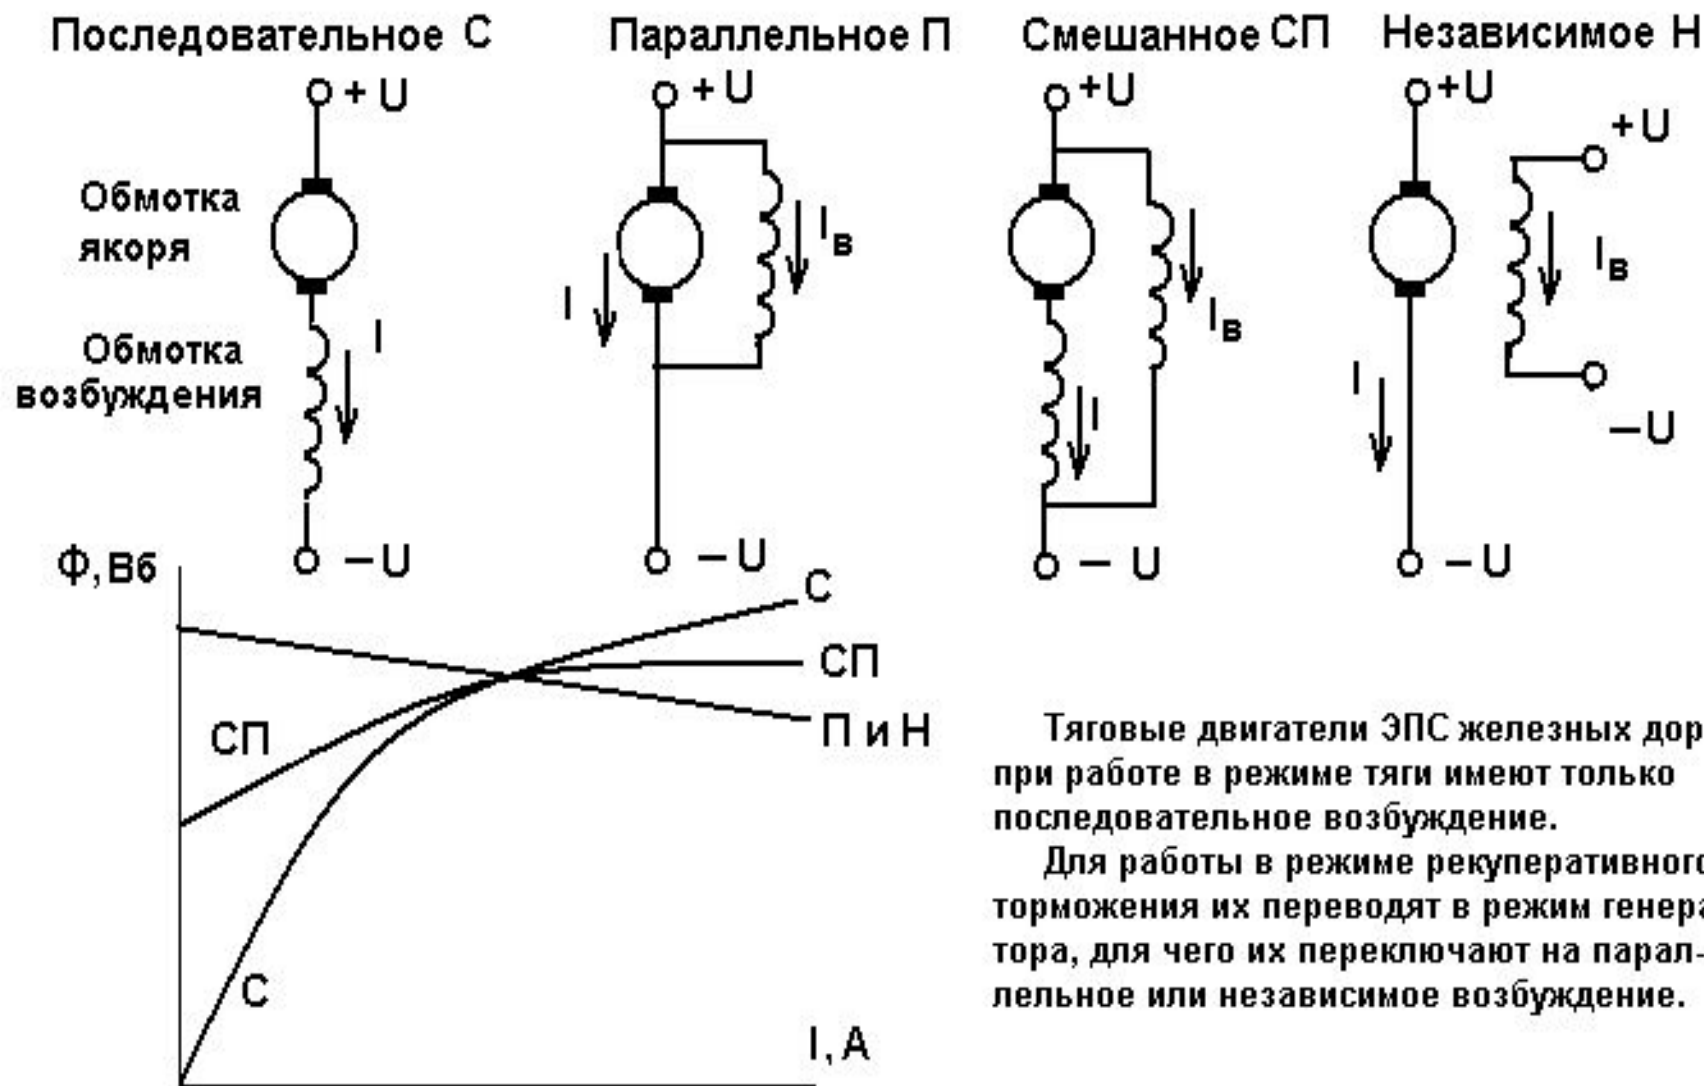 Последовательное С
Параллельное П
Смешанное СП
Независимое Н
+ U
+ U
+U
+U
+U
Обмотка
якоря
I
Iв
Iв
Iв
Обмотка
возбуждения
I
I
I
– U
– U
– U
– U
– U
Ф, Вб
С
СП
П и Н
СП
С
I, А
Тяговые двигатели ЭПС железных дор
при работе в режиме тяги имеют только
последовательное возбуждение.
Для работы в режиме рекуперативного
торможения их переводят в режим генера
тора, для чего их переключают на парал-
лельное или независимое возбуждение.